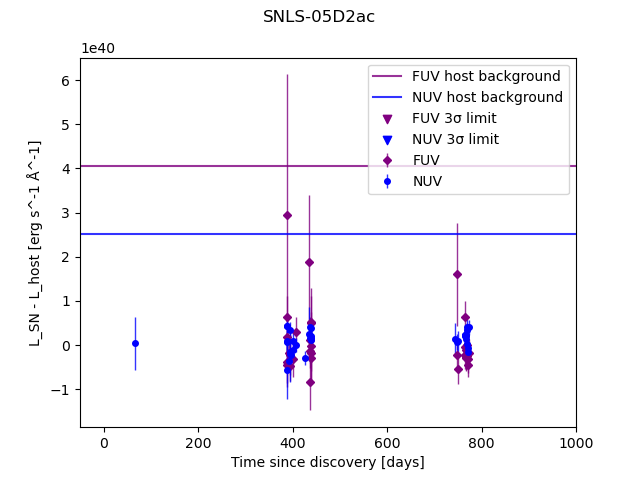 SNLS-05D2ac
1e40
FUV host background
NUV host background
FUV 3σ limit
NUV 3σ limit
FUV
NUV
6
5
4
3
2
1
0
−1
L_SN - L_host [erg s^-1 Å^-1]
0 200 400 600 800 1000
Time since discovery [days]